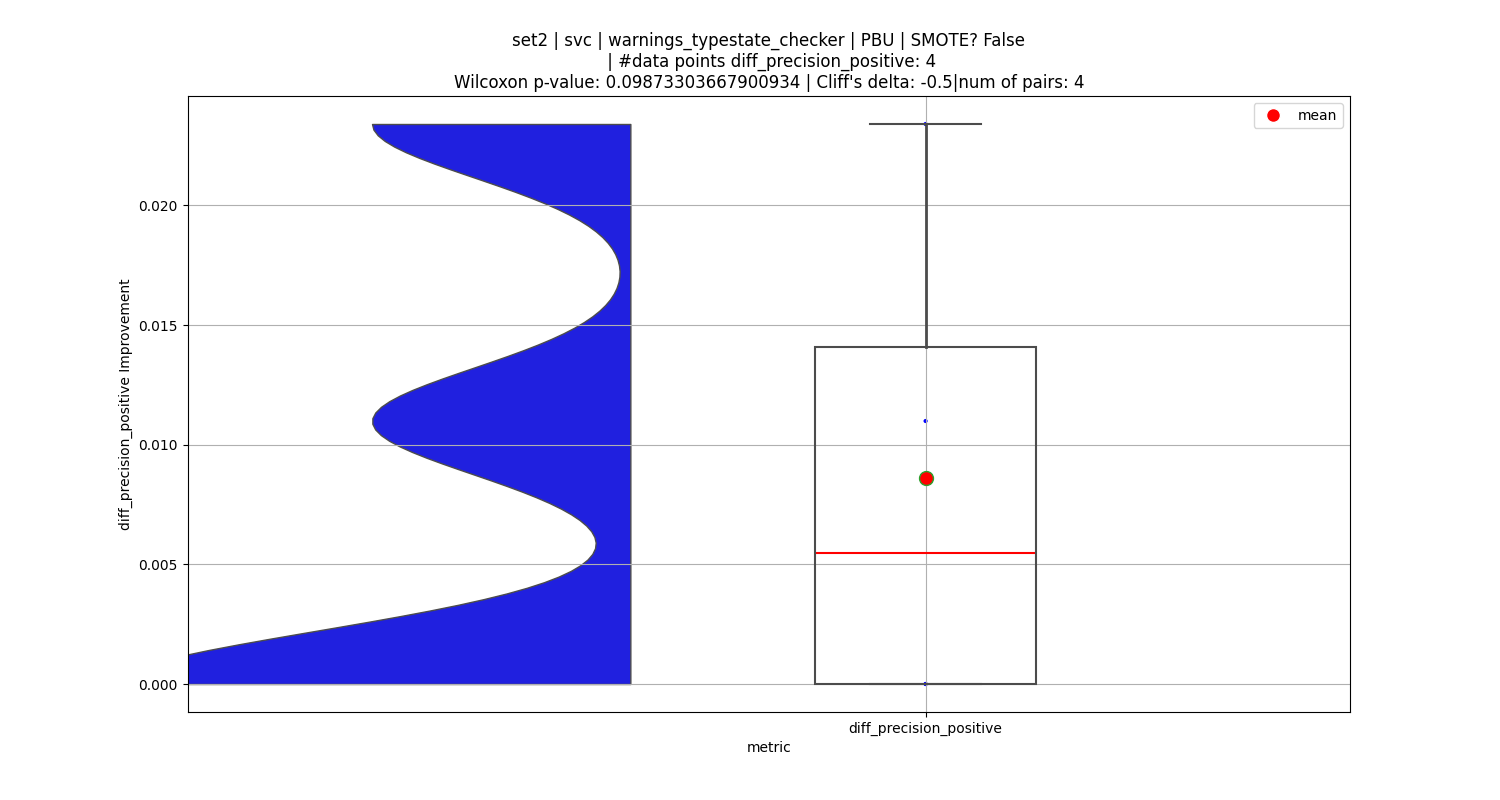 set2 | svc | warnings_typestate_checker | PBU | SMOTE? False
| #data points diff_precision_positive: 4
Wilcoxon p-value: 0.09873303667900934 | Cliff's delta: -0.5|num of pairs: 4
mean
0.020
0.015
0.010
0.005
0.000
diff_precision_positive Improvement
diff_precision_positive
metric